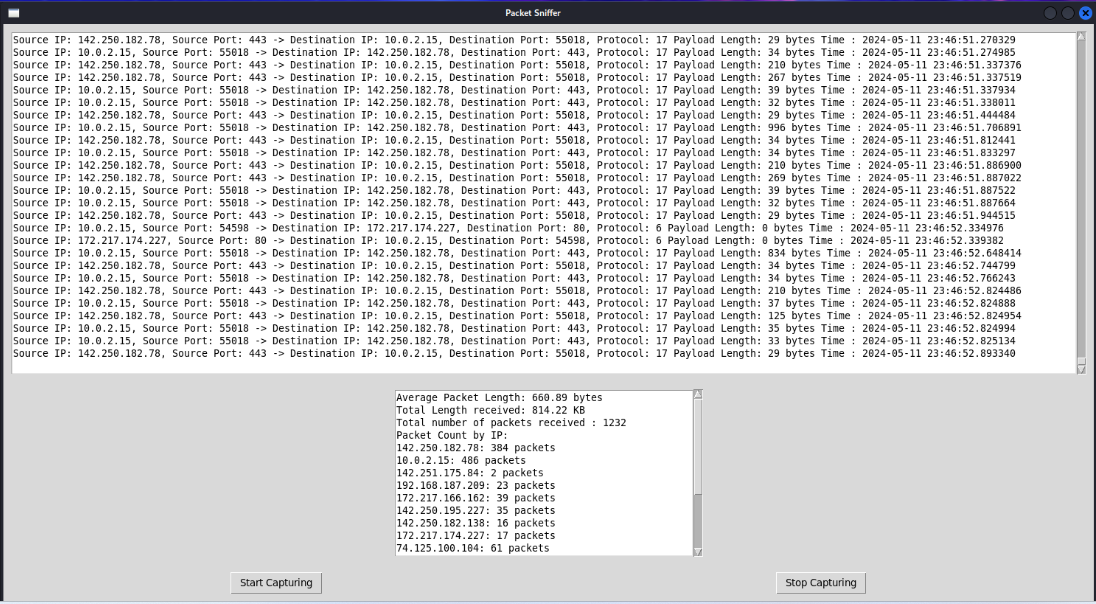 Packet Sniffer
Source IP: 142.250.182.78, Source Port: 443 -> Destination IP: 10.0.2.15, Destination Port: 55018, Protocol: 17 Payload Length: 29 bytes Time : 2024-05-11 23:46:51.270329
Source IP: 10.0.2.15, Source Port: 55018 -> Destination IP: 142.250.182.78, Destination Port: 443, Protocol: 17 Payload Length: 34 bytes Time : 2024-05-11 23:46:51.274985
Source IP: 142.250.182.78, Source Port: 443 -> Destination IP: 10.0.2.15, Destination Port: 55018, Protocol: 17 Payload Length: 210 bytes Time : 2024-05-11 23:46:51.337376
Source IP: 142.250.182.78, Source Port: 443 -> Destination IP: 10.0.2.15, Destination Port: 55018, Protocol: 17 Payload Length: 267 bytes Time : 2024-05-11 23:46:51.337519
Source IP: 10.0.2.15, Source Port: 55018 -> Destination IP: 142.250.182.78, Destination Port: 443, Protocol: 17 Payload Length: 39 bytes Time : 2024-05-11 23:46:51.337934
Source IP: 10.0.2.15, Source Port: 55018 -> Destination IP: 142.250.182.78, Destination Port: 443, Protocol: 17 Payload Length: 32 bytes Time : 2024-05-11 23:46:51.338011
Source IP: 142.250.182.78, Source Port: 443 -> Destination IP: 10.0.2.15, Destination Port: 55018, Protocol: 17 Payload Length: 29 bytes Time : 2024-05-11 23:46:51.444484
Source IP: 10.0.2.15, Source Port: 55018 -> Destination IP: 142.250.182.78, Destination Port: 443, Protocol: 17 Payload Length: 996 bytes Time : 2024-05-11 23:46:51.706891
Source IP: 142.250.182.78, Source Port: 443 -> Destination IP: 10.0.2.15, Destination Port: 55018, Protocol: 17 Payload Length: 34 bytes Time : 2024-05-11 23:46:51.812441
Source IP: 10.0.2.15, Source Port: 55018 -> Destination IP: 142.250.182.78, Destination Port: 443, Protocol: 17 Payload Length: 34 bytes Time : 2024-05-11 23:46:51.833297
Source IP: 142.250.182.78, Source Port: 443 -> Destination IP: 10.0.2.15, Destination Port: 55018, Protocol: 17 Payload Length: 210 bytes Time : 2024-05-11 23:46:51.886900
Source IP: 142.250.182.78, Source Port: 443 -> Destination IP: 10.0.2.15, Destination Port: 55018, Protocol: 17 Payload Length: 269 bytes Time : 2024-05-11 23:46:51.887022
Source IP: 10.0.2.15, Source Port: 55018 -> Destination IP: 142.250.182.78, Destination Port: 443, Protocol: 17 Payload Length: 39 bytes Time : 2024-05-11 23:46:51.887522
Source IP: 10.0.2.15, Source Port: 55018 -> Destination IP: 142.250.182.78, Destination Port: 443, Protocol: 17 Payload Length: 32 bytes Time : 2024-05-11 23:46:51.887664
Source IP: 142.250.182.78, Source Port: 443 -> Destination IP: 10.0.2.15, Destination Port: 55018, Protocol: 17 Payload Length: 29 bytes Time : 2024-05-11 23:46:51.944515
Source IP: 10.0.2.15, Source Port: 54598 -> Destination IP: 172.217.174.227, Destination Port: 80, Protocol: 6 Payload Length: 0 bytes Time : 2024-05-11 23:46:52.334976
Source IP: 172.217.174.227, Source Port: 80 -> Destination IP: 10.0.2.15, Destination Port: 54598, Protocol: 6 Payload Length: 0 bytes Time : 2024-05-11 23:46:52.339382
Source IP: 10.0.2.15, Source Port: 55018 -> Destination IP: 142.250.182.78, Destination Port: 443, Protocol: 17 Payload Length: 834 bytes Time : 2024-05-11 23:46:52.648414
Source IP: 142.250.182.78, Source Port: 443 -> Destination IP: 10.0.2.15, Destination Port: 55018, Protocol: 17 Payload Length: 34 bytes Time : 2024-05-11 23:46:52.744799
Source IP: 10.0.2.15, Source Port: 55018 -> Destination IP: 142.250.182.78, Destination Port: 443, Protocol: 17 Payload Length: 34 bytes Time : 2024-05-11 23:46:52.766243
Source IP: 142.250.182.78, Source Port: 443 -> Destination IP: 10.0.2.15, Destination Port: 55018, Protocol: 17 Payload Length: 210 bytes Time : 2024-05-11 23:46:52.824486
Source IP: 10.0.2.15, Source Port: 55018 -> Destination IP: 142.250.182.78, Destination Port: 443, Protocol: 17 Payload Length: 37 bytes Time : 2024-05-11 23:46:52.824888
Source IP: 142.250.182.78, Source Port: 443 -> Destination IP: 10.0.2.15, Destination Port: 55018, Protocol: 17 Payload Length: 125 bytes Time : 2024-05-11 23:46:52.824954
Source IP: 10.0.2.15, Source Port: 55018 -> Destination IP: 142.250.182.78, Destination Port: 443, Protocol: 17 Payload Length: 35 bytes Time : 2024-05-11 23:46:52.824994
Source IP: 10.0.2.15, Source Port: 55018 -> Destination IP: 142.250.182.78, Destination Port: 443, Protocol: 17 Payload Length: 33 bytes Time : 2024-05-11 23:46:52.825134
Source IP: 142.250.182.78, Source Port: 443 -> Destination IP: 10.0.2.15, Destination Port: 55018, Protocol: 17 Payload Length: 29 bytes Time : 2024-05-11 23:46:52.893340
Average Packet Length: 660.89 bytes
Total Length received: 814.22 KB
Total number of packets received : 1232
Packet Count by IP:
142.250.182.78: 384 packets
10.0.2.15: 486 packets
142.251.175.84: 2 packets
192.168.187.209: 23 packets
172.217.166.162: 39 packets
142.250.195.227: 35 packets
142.250.182.138: 16 packets
172.217.174.227: 17 packets
74.125.100.104: 61 packets
Start Capturing
Stop Capturing